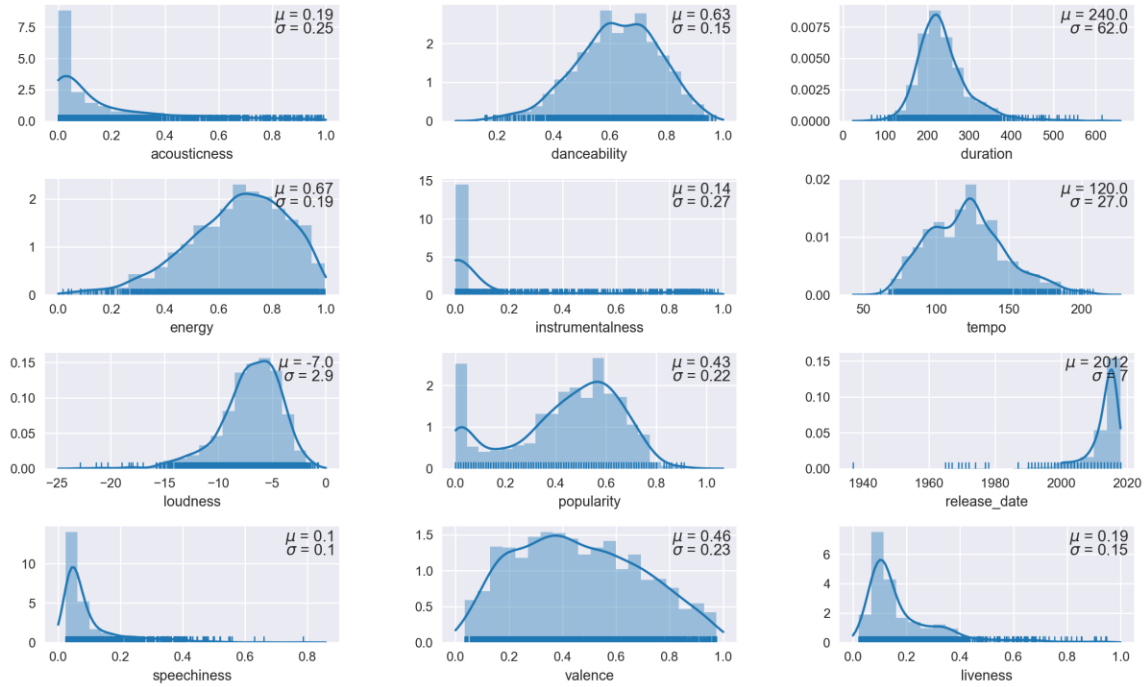 7.5
5.0
2.5
0.0
μ = 0.19
σ = 0.25
0.0 0.2 0.4 0.6 0.8 1.0
acousticness
2
1
0
μ = 0.63
σ = 0.15
0.2 0.4 0.6 0.8 1.0
danceability
0.0075
0.0050
0.0025
0.0000
μ = 240.0
σ = 62.0
100 200 300 400 500 600
duration
2
1
0
μ = 0.67
σ = 0.19
0.0 0.2 0.4 0.6 0.8 1.0
energy
15
10
5
0
μ = 0.14
σ = 0.27
0.0 0.2 0.4 0.6 0.8 1.0
instrumentalness
0.02
0.01
0.00
μ = 120.0
σ = 27.0
50 100 150 200
tempo
0.15
0.10
0.05
0.00
μ = -7.0
σ = 2.9
−25 −20 −15 −10 −5 0
loudness
2
1
0
μ = 0.43
σ = 0.22
0.0 0.2 0.4 0.6 0.8 1.0
popularity
0.15
0.10
0.05
0.00
μ = 2012
σ = 7
1940 1960 1980 2000 2020
release_date
10
5
0
μ = 0.1
σ = 0.1
0.0 0.2 0.4 0.6 0.8
speechiness
1.5
1.0
0.5
0.0
μ = 0.46
σ = 0.23
0.0 0.2 0.4 0.6 0.8 1.0
valence
6
4
2
0
μ = 0.19
σ = 0.15
0.0 0.2 0.4 0.6 0.8 1.0
liveness